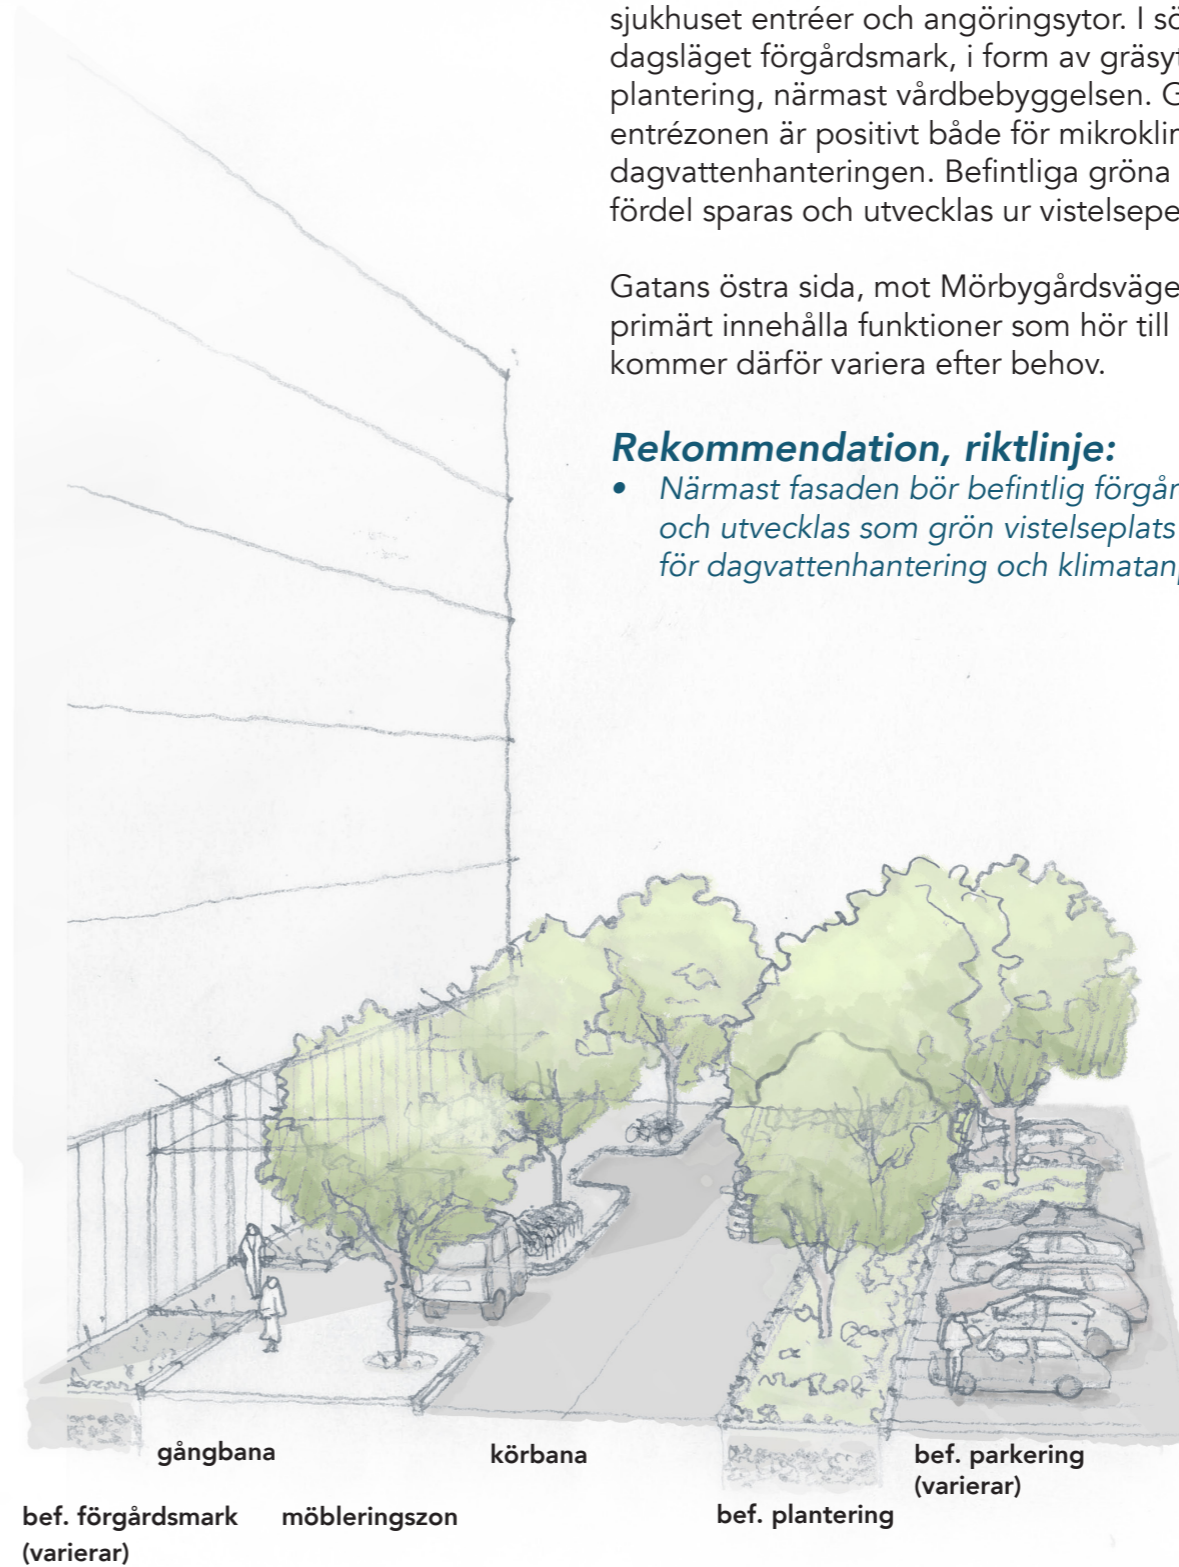 sjukhuset entréer och angöringsytor. I sö
dagsläget förgårdsmark, i form av gräsyt
plantering, närmast vårdbebyggelsen. G
entrézonen är positivt både för mikroklim
dagvattenhanteringen. Befintliga gröna
fördel sparas och utvecklas ur vistelsepe
Gatans östra sida, mot Mörbygårdsväge
primärt innehålla funktioner som hör till
kommer därför variera efter behov.
Rekommendation, riktlinje:
• Närmast fasaden bör befintlig förgår
och utvecklas som grön vistelseplats
för dagvattenhantering och klimatanp
gångbana
körbana
bef. parkering
(varierar)
bef. förgårdsmark
(varierar)
möbleringszon
bef. plantering